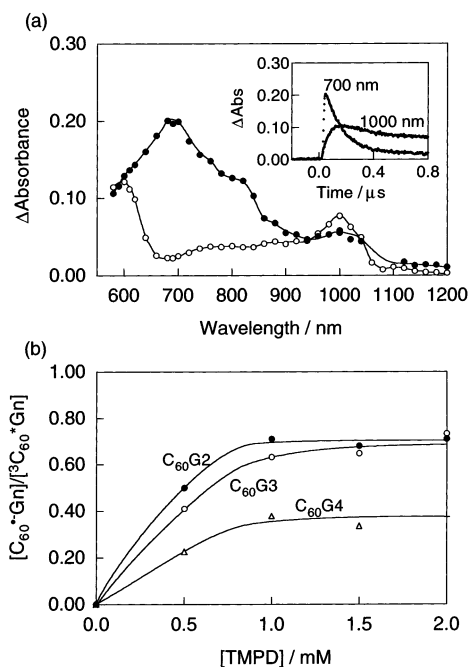 (a)
0.30
0.20
0.10
0.00
ΔAbsorbance
600 700 800 900 1000 1100 1200
Wavelength / nm
0.30
0.20
0.10
0.0
ΔAbs
700 nm
1000 nm
0.0 0.4 0.8
Time / μs
(b)
1.00
0.80
0.60
0.40
0.20
0.00
[C60•-Gn]/[3C60*Gn]
C60G2
C60G3
C60G4
0.0 0.5 1.0 1.5 2.0
[TMPD] / mM